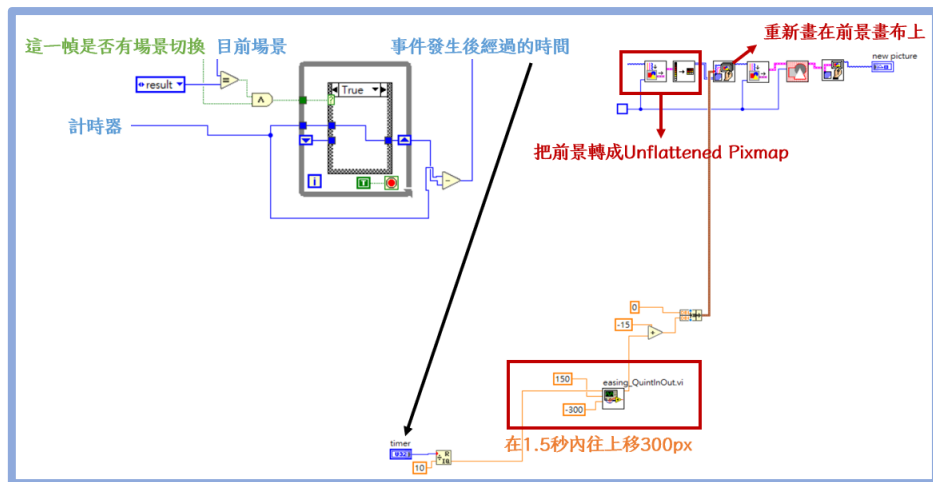 這一幀是否有場景切換
目前場景
事件發生後經過的時間
重新畫在前景畫布上
new picture
result
=
∧
True
?
計時器
i
T
-
把前景轉成Unflattened Pixmap
0
-15
+
150
easing_QuintInOut.vi
-300
在1.5秒內往上移300px
timer
U32
R
IQ
10